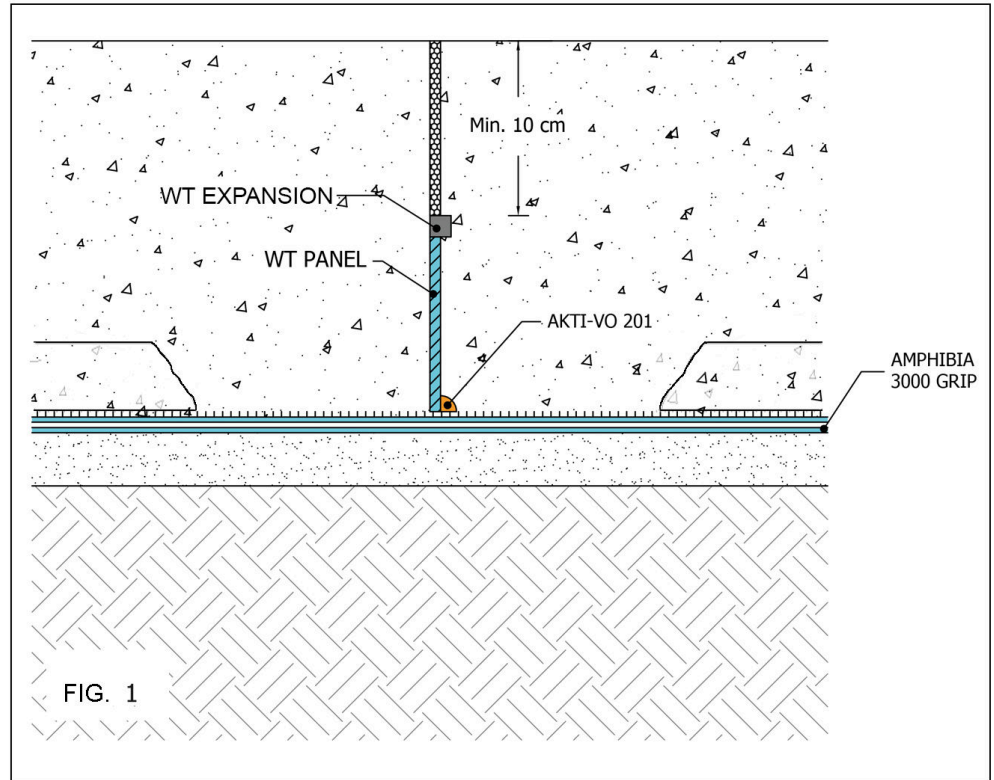 Min. 10 cm
WT EXPANSION
WT PANEL
AKTI-VO 201
AMPHIBIA
3000 GRIP
FIG. 1